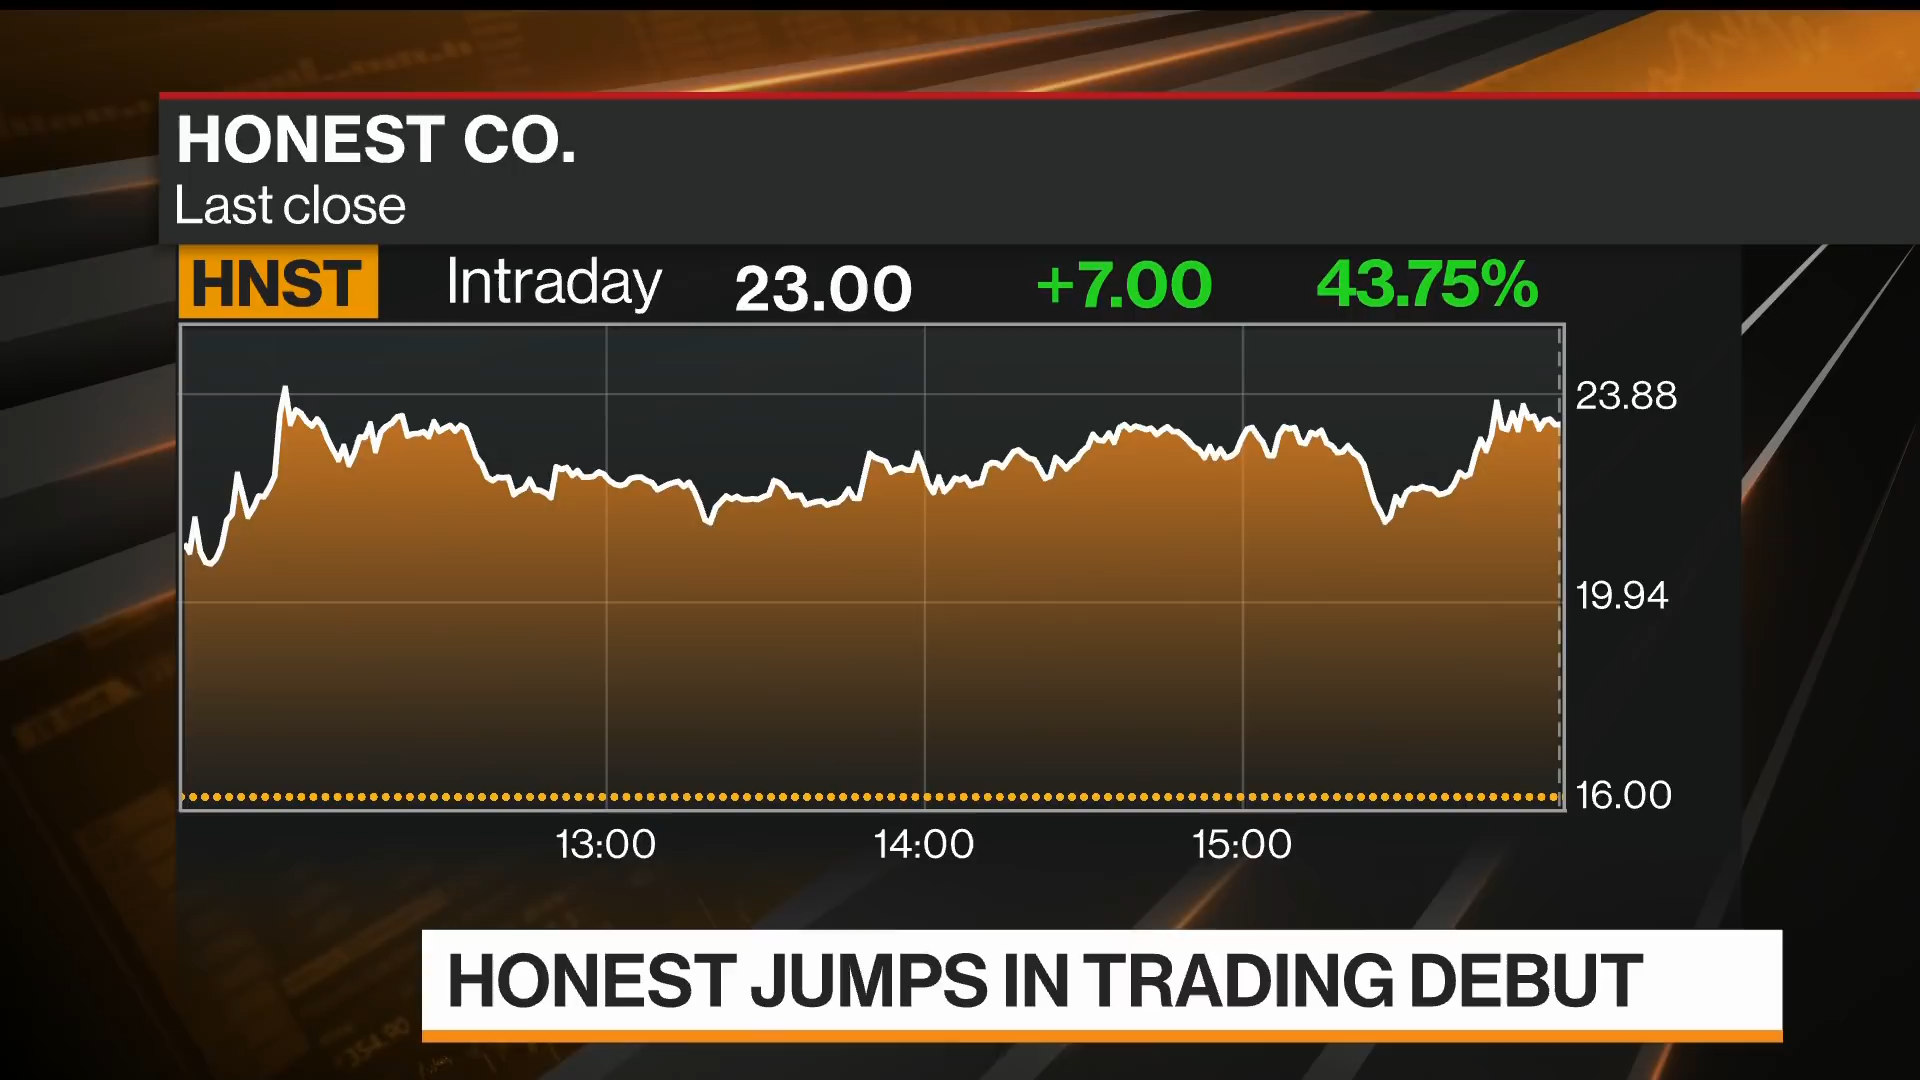 HONEST CO.
Last close
HNST Intraday 23.00 +7.00 43.75%
23.88
19.94
16.00
13:00 14:00 15:00
HONEST JUMPS IN TRADING DEBUT